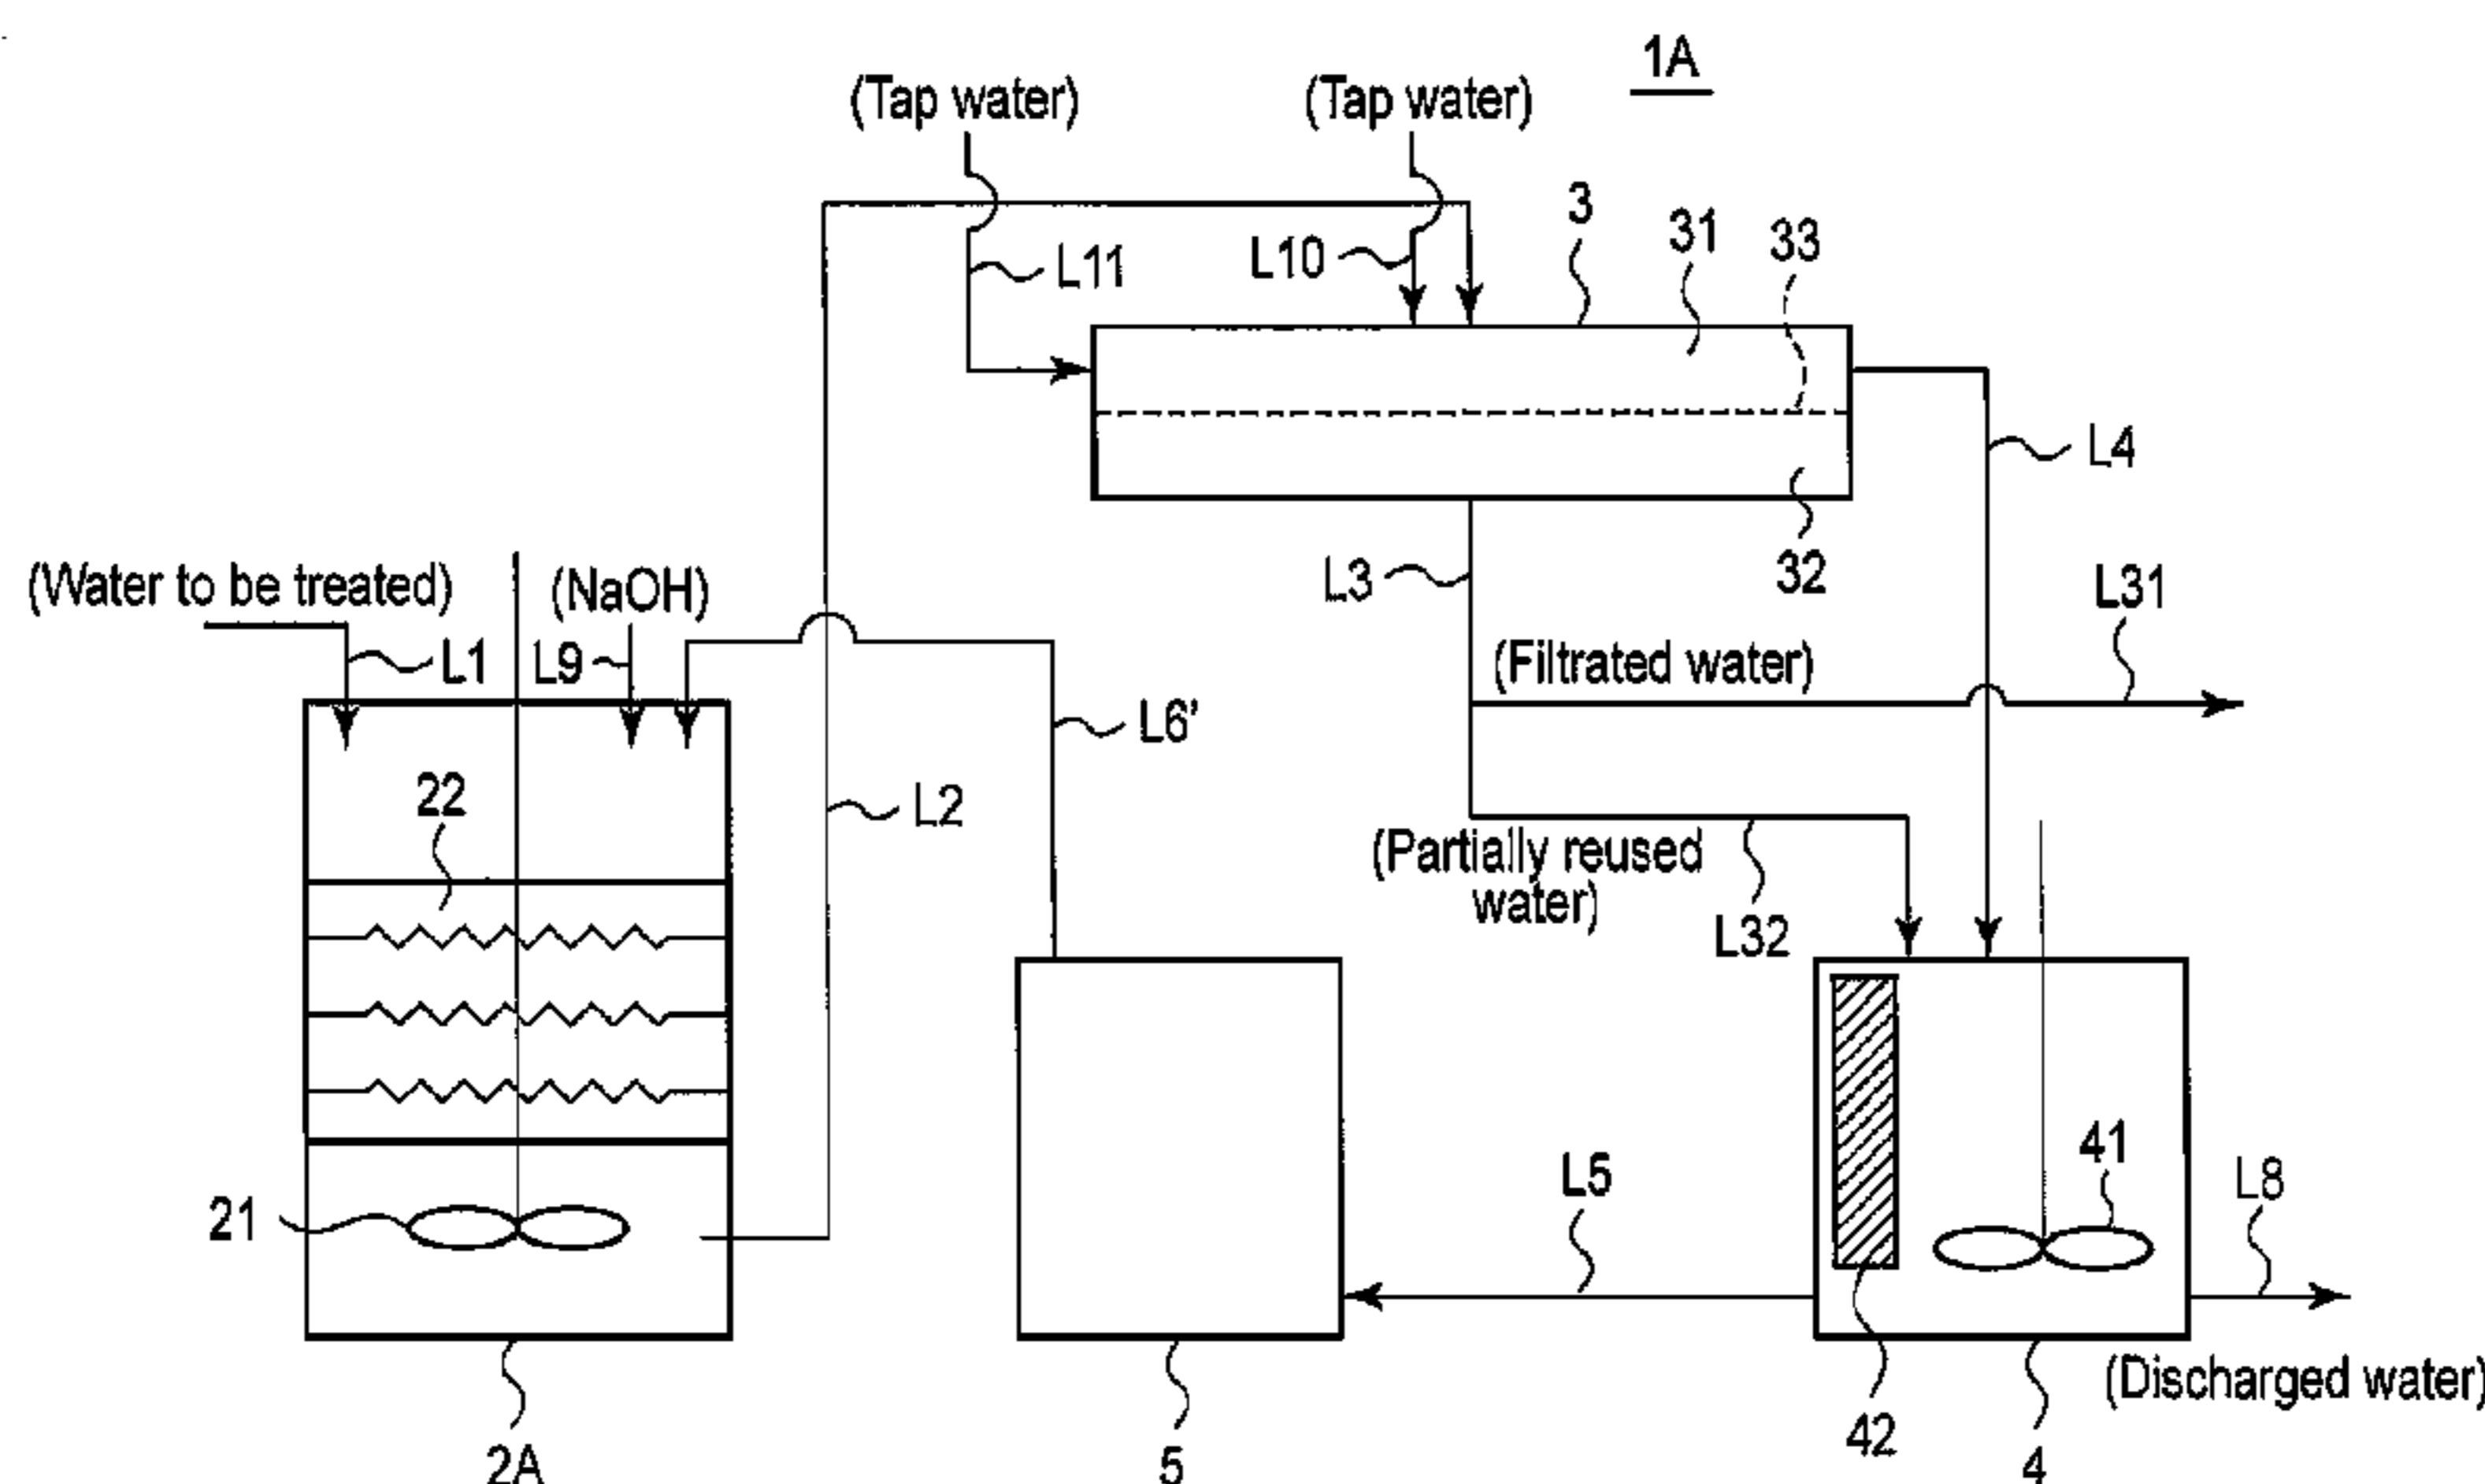 1A
(Tap water)
(Tap water)
3
31
33
L10
L11
L4
32
L3
L31
(Water to be treated)
(NaOH)
L1
L9
(Filtrated water)
L6'
22
L2
(Partially reused
water)
L32
L5
41
L8
21
(Discharged water)
42
2A
5
4